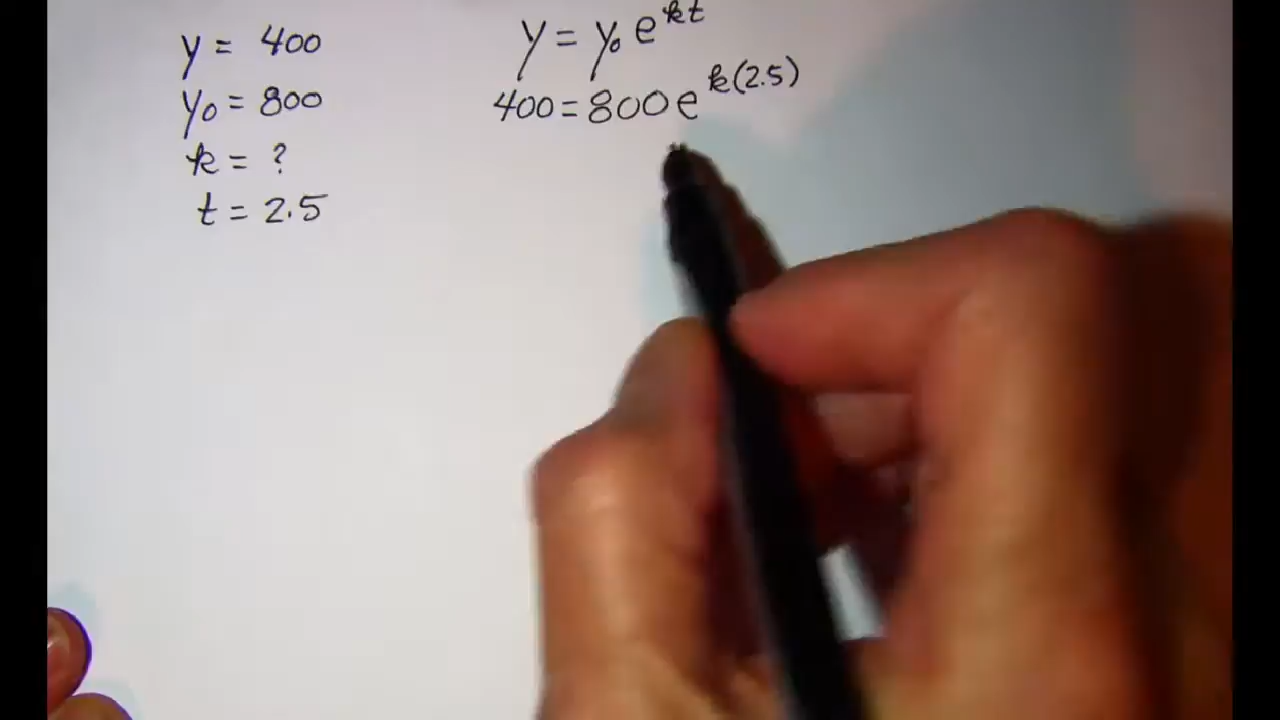 y = 400
y₀ = 800
k = ?
t = 2.5
y = y₀ e^kt
400 = 800 e^k(2.5)